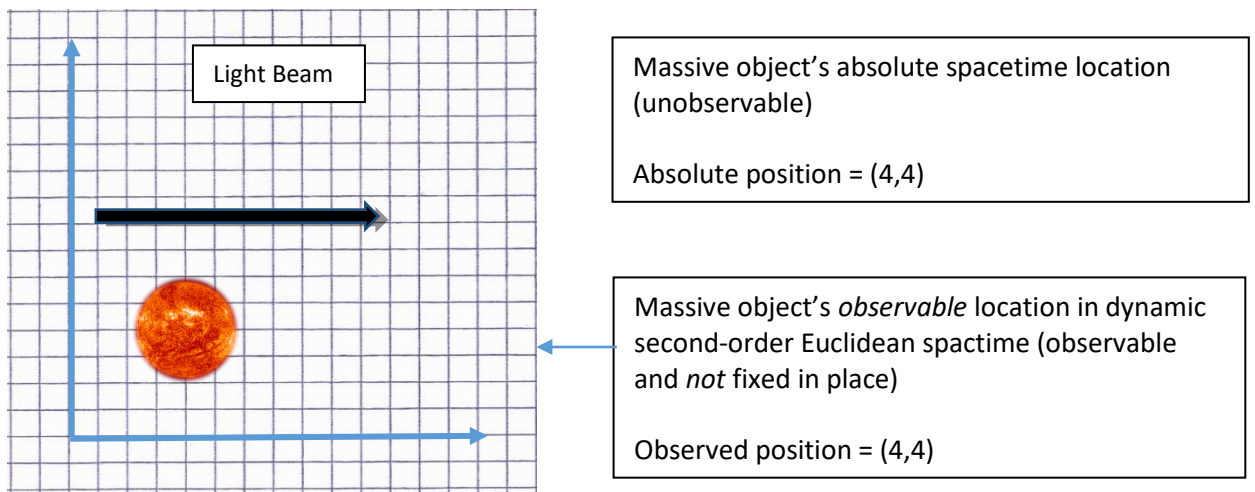 Light Beam
Massive object’s absolute spacetime location
(unobservable)
Absolute position = (4,4)
Massive object’s observable location in dynamic
second-order Euclidean spactime (observable
and not fixed in place)
Observed position = (4,4)